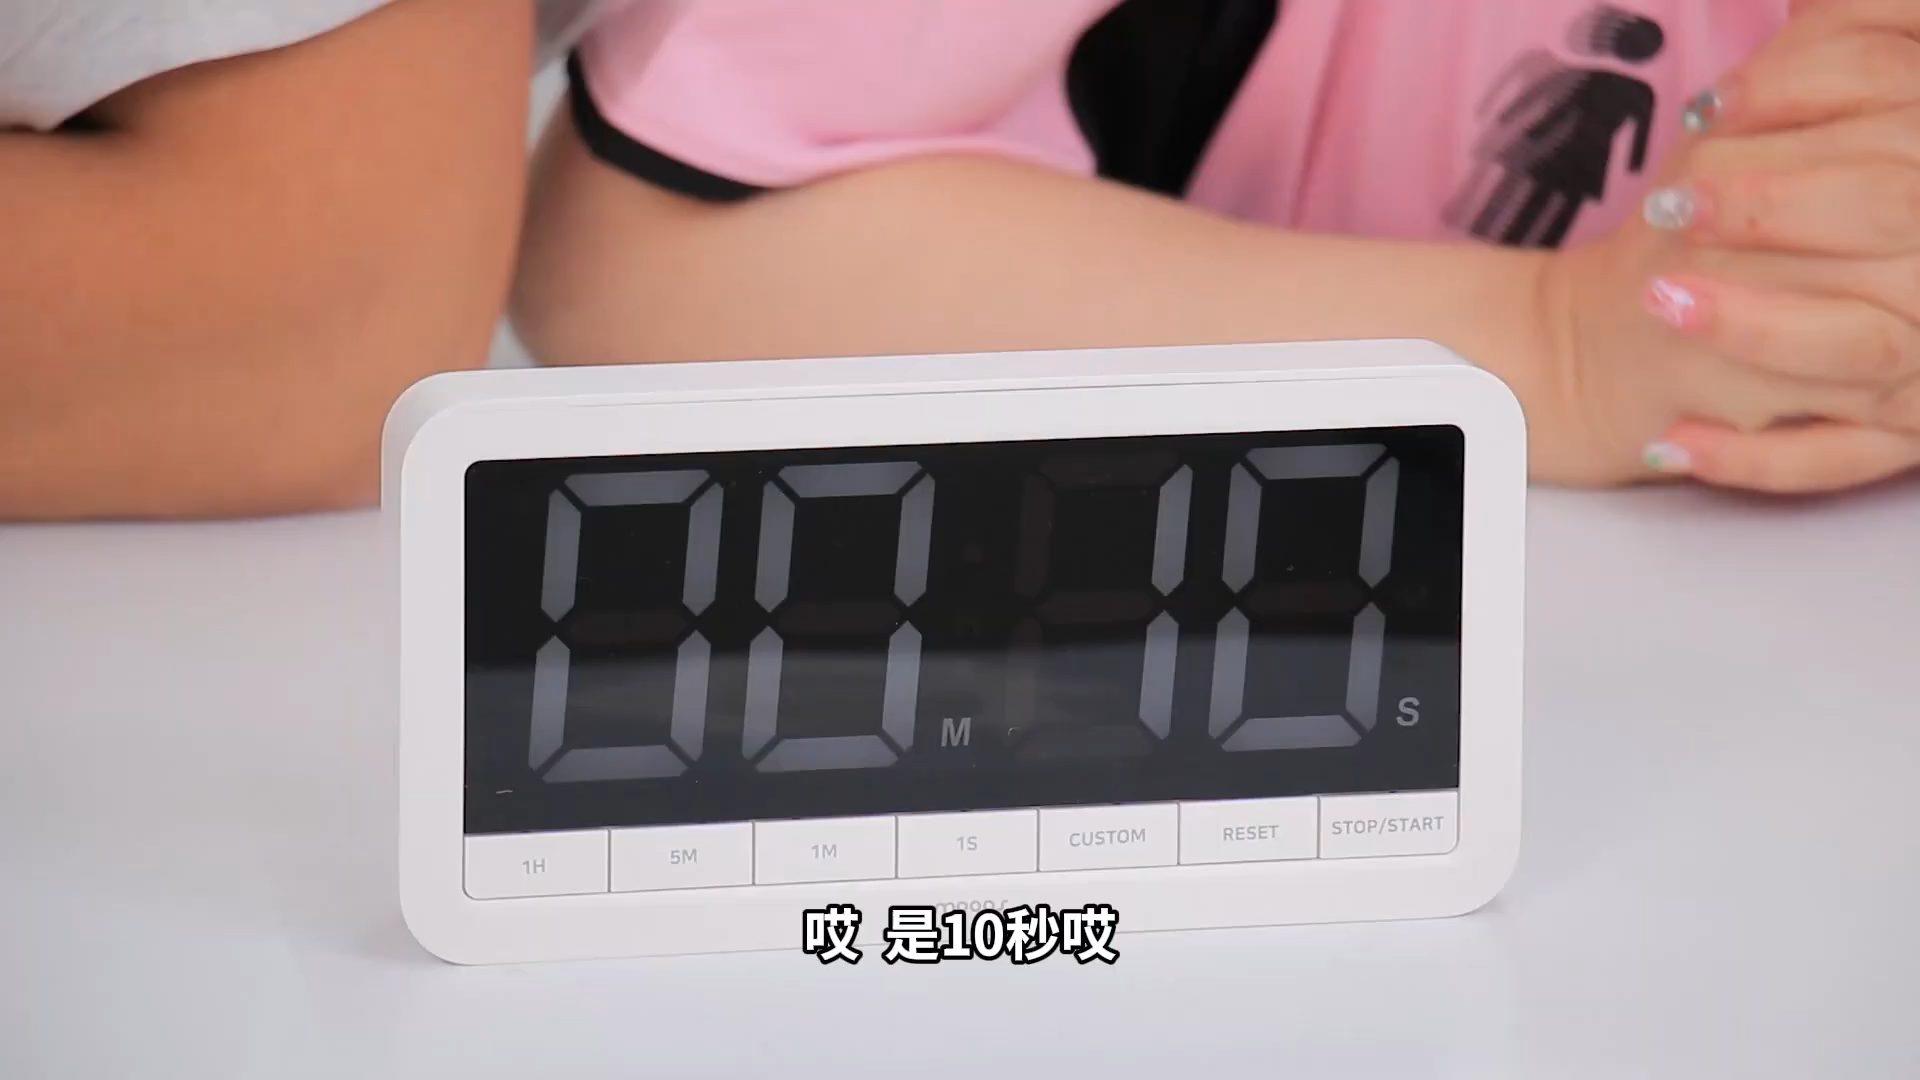 00 M 10 S
1H 5M 1M 1S CUSTOM RESET STOP/START
哎 是10秒哎